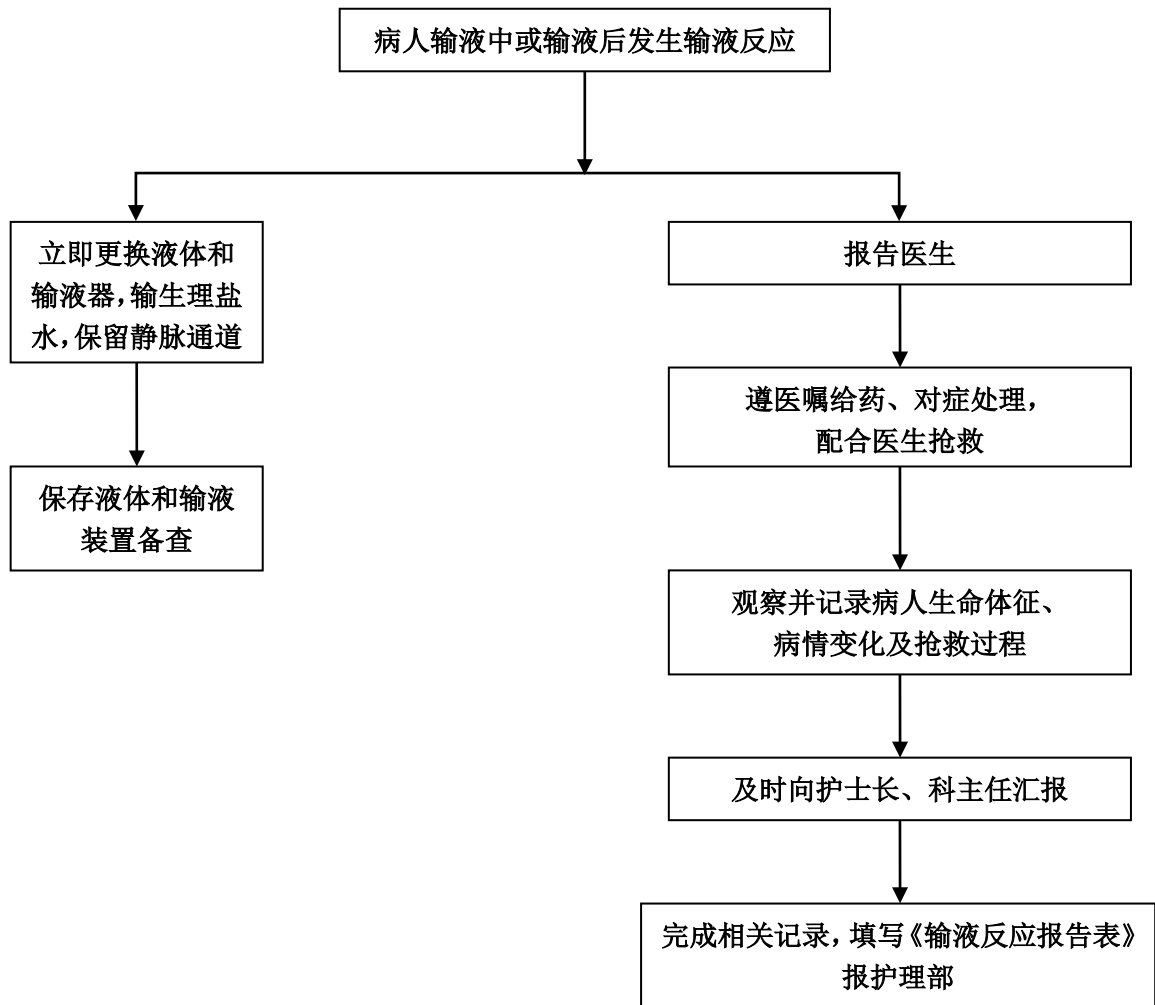 病人输液中或输液后发生输液反应
立即更换液体和
输液器，输生理盐
水，保留静脉通道
保存液体和输液
装置备查
报告医生
遵医嘱给药、对症处理，
配合医生抢救
观察并记录病人生命体征、
病情变化及抢救过程
及时向护士长、科主任汇报
完成相关记录，填写《输液反应报告表》
报护理部